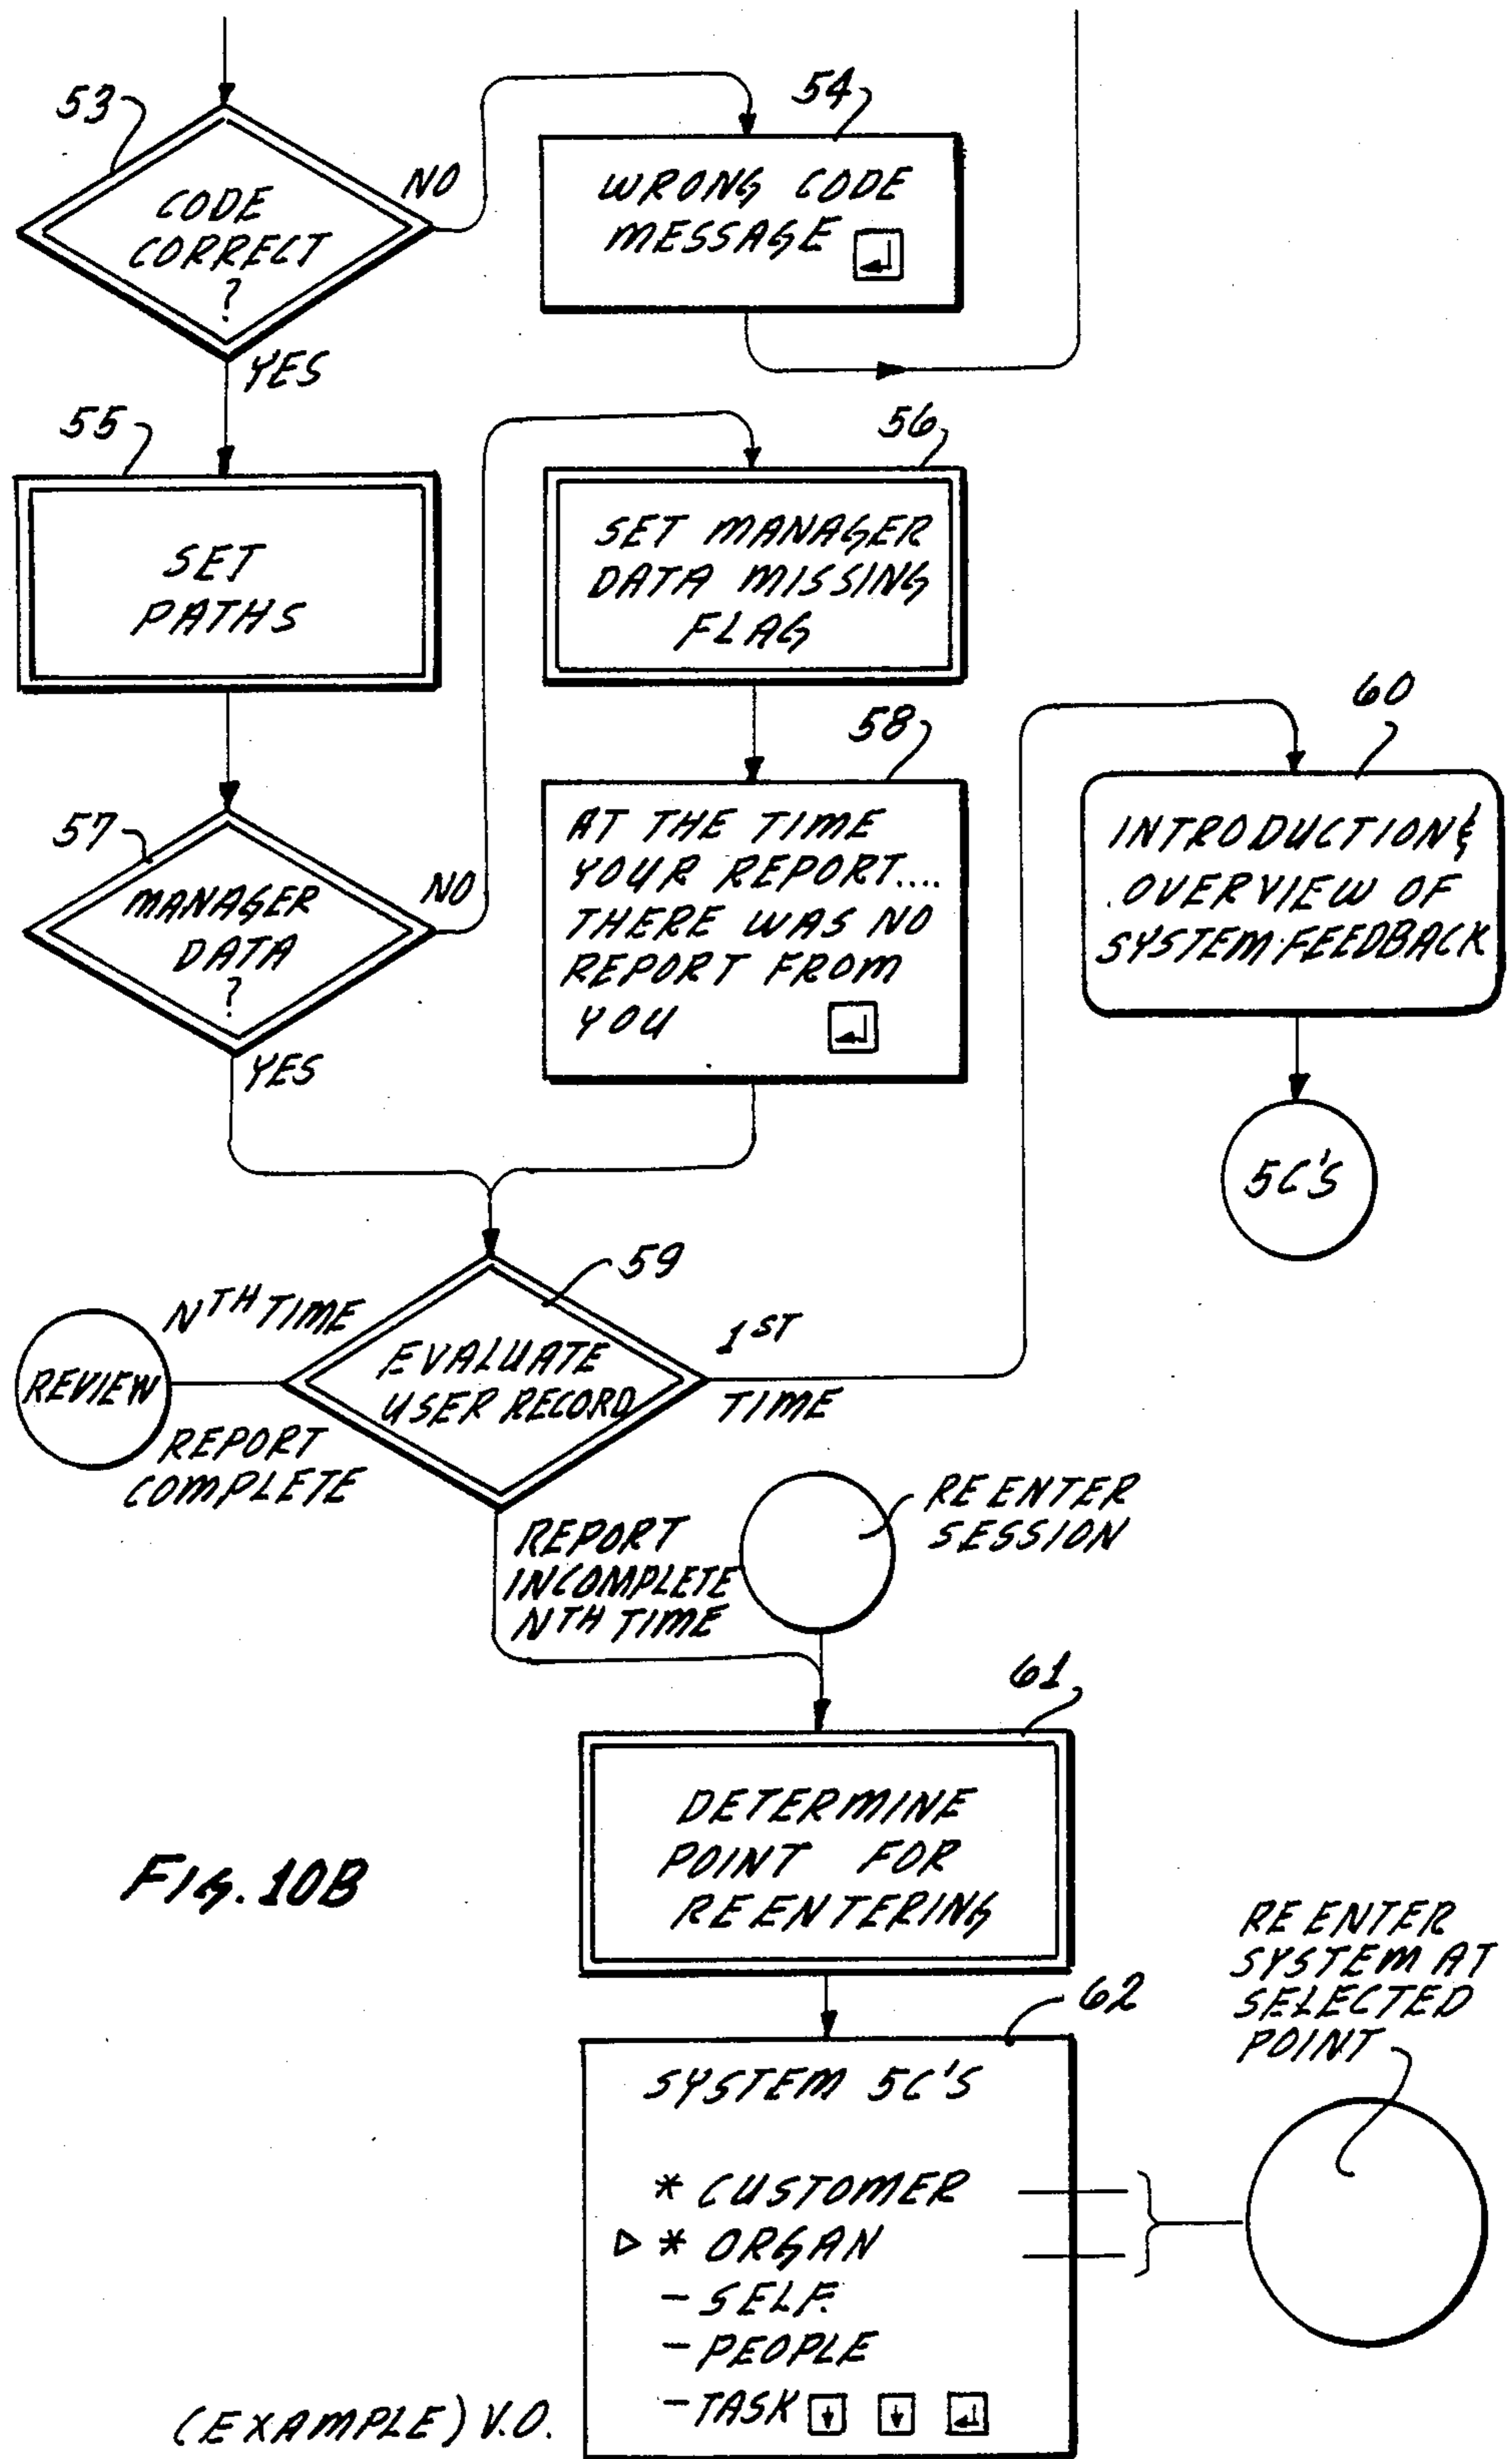 53
CODE
CORRECT
?
NO
YES
54
WRONG CODE
MESSAGE
55
SET
PATHS
56
SET MANAGER
DATA MISSING
FLAG
57
MANAGER
DATA
?
NO
YES
58
AT THE TIME
YOUR REPORT....
THERE WAS NO
REPORT FROM
YOU
60
INTRODUCTION &
OVERVIEW OF
SYSTEM FEEDBACK
5C'S
59
EVALUATE
USER RECORD
NTH TIME
REVIEW
REPORT
COMPLETE
1ST
TIME
REPORT
INCOMPLETE
NTH TIME
RE ENTER
SESSION
61
DETERMINE
POINT FOR
REENTERING
FIG. 10B
62
SYSTEM 5C'S
* CUSTOMER
▷ * ORGAN
- SELF.
- PEOPLE
- TASK
RE ENTER
SYSTEM AT
SELECTED
POINT
(EXAMPLE) V.O.